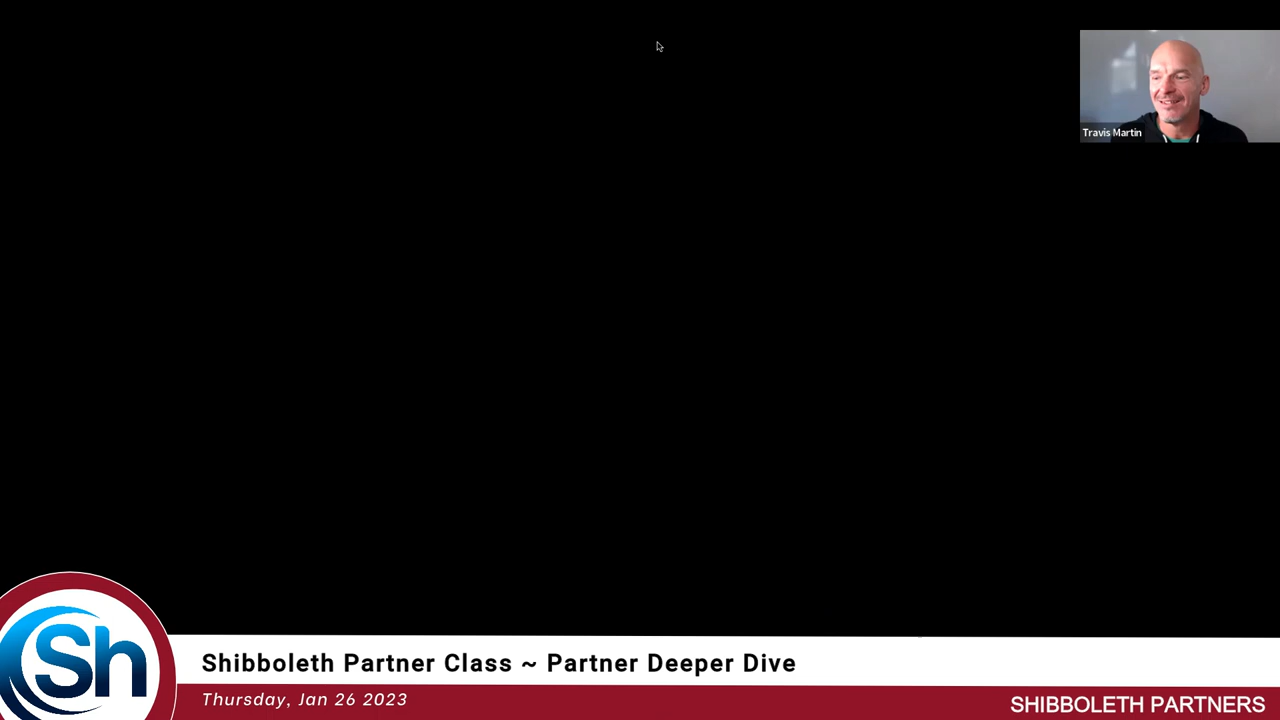 Travis Martin
Sh
Shibboleth Partner Class ~ Partner Deeper Dive
Thursday, Jan 26 2023
SHIBBOLETH PARTNERS